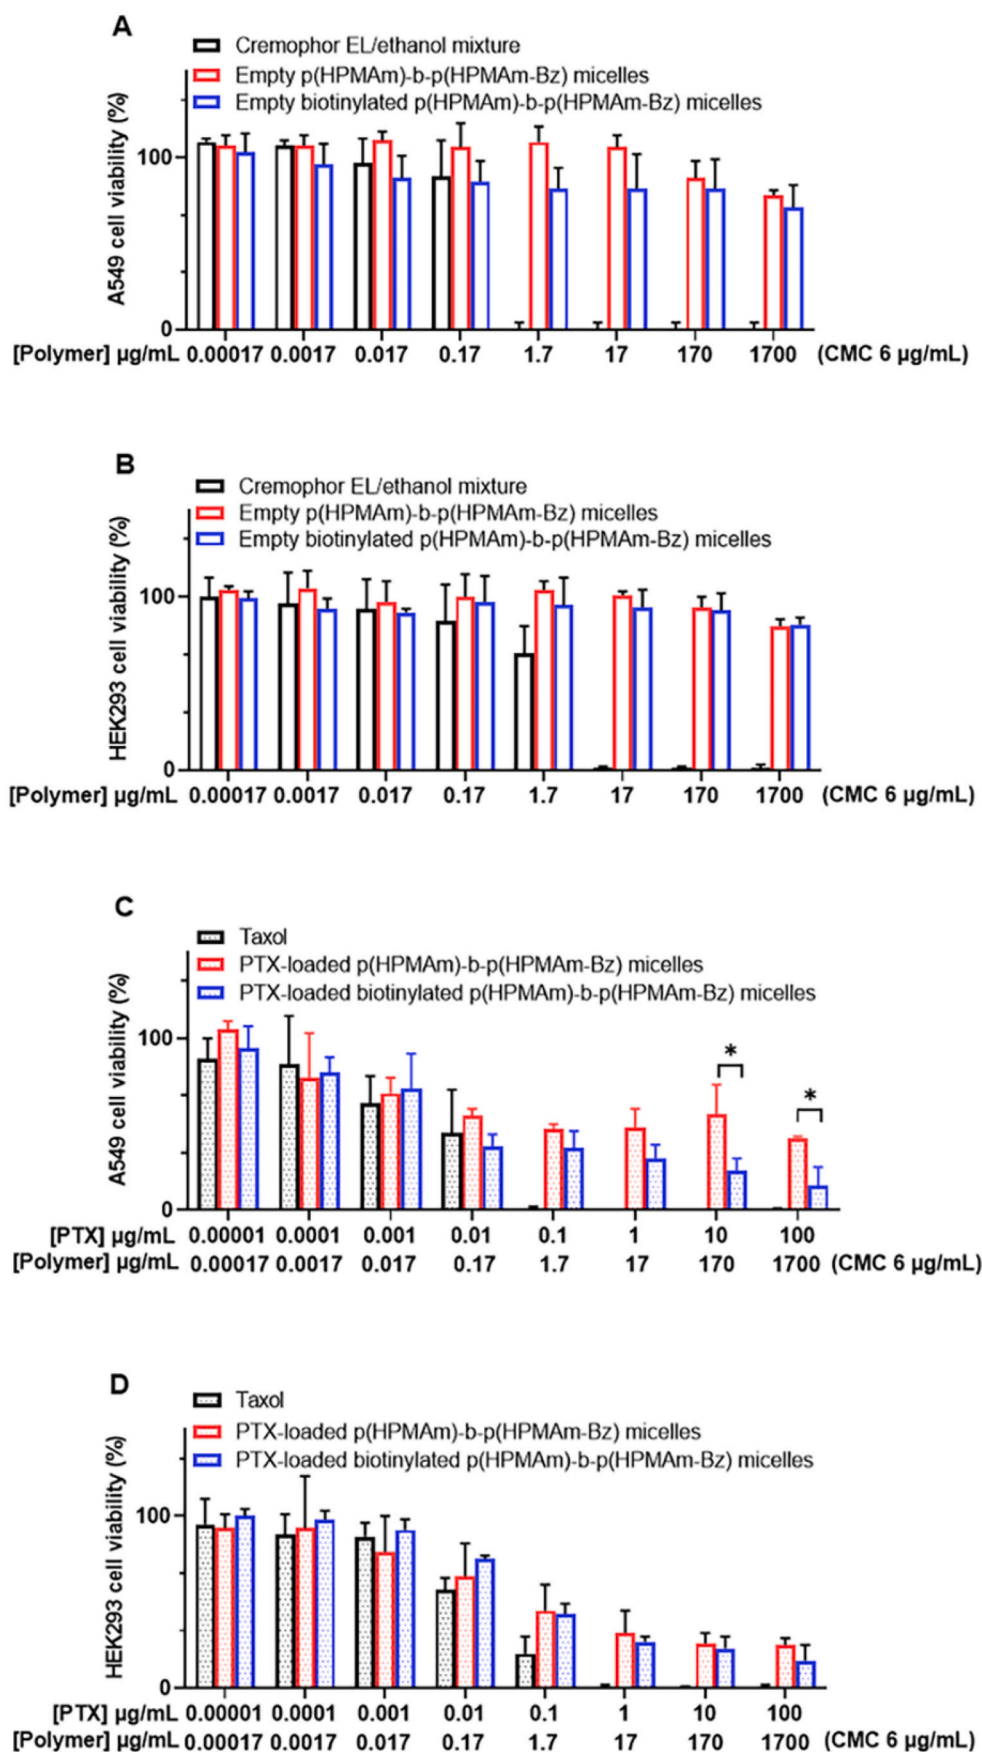 A
Cremophor EL/ethanol mixture
Empty p(HPMAm)-b-p(HPMAm-Bz) micelles
Empty biotinylated p(HPMAm)-b-p(HPMAm-Bz) micelles
A549 cell viability (%)
100
0
[Polymer] µg/mL 0.00017 0.0017 0.017 0.17 1.7 17 170 1700 (CMC 6 µg/mL)
B
Cremophor EL/ethanol mixture
Empty p(HPMAm)-b-p(HPMAm-Bz) micelles
Empty biotinylated p(HPMAm)-b-p(HPMAm-Bz) micelles
HEK293 cell viability (%)
100
0
[Polymer] µg/mL 0.00017 0.0017 0.017 0.17 1.7 17 170 1700 (CMC 6 µg/mL)
C
Taxol
PTX-loaded p(HPMAm)-b-p(HPMAm-Bz) micelles
PTX-loaded biotinylated p(HPMAm)-b-p(HPMAm-Bz) micelles
A549 cell viability (%)
100
*
*
0
[PTX] µg/mL 0.00001 0.0001 0.001 0.01 0.1 1 10 100
[Polymer] µg/mL 0.00017 0.0017 0.017 0.17 1.7 17 170 1700 (CMC 6 µg/mL)
D
Taxol
PTX-loaded p(HPMAm)-b-p(HPMAm-Bz) micelles
PTX-loaded biotinylated p(HPMAm)-b-p(HPMAm-Bz) micelles
HEK293 cell viability (%)
100
0
[PTX] µg/mL 0.00001 0.0001 0.001 0.01 0.1 1 10 100
[Polymer] µg/mL 0.00017 0.0017 0.017 0.17 1.7 17 170 1700 (CMC 6 µg/mL)